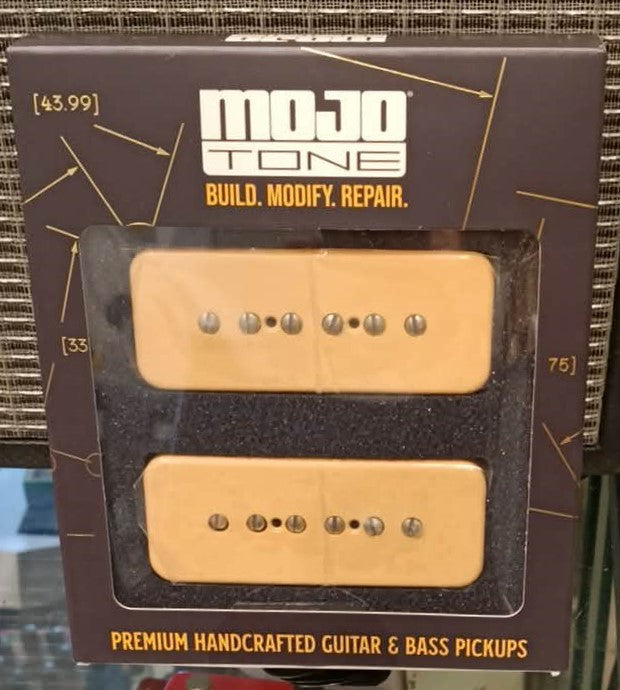 [43.99]
MOJO
TONE
BUILD. MODIFY. REPAIR.
[33
75]
PREMIUM HANDCRAFTED GUITAR & BASS PICKUPS